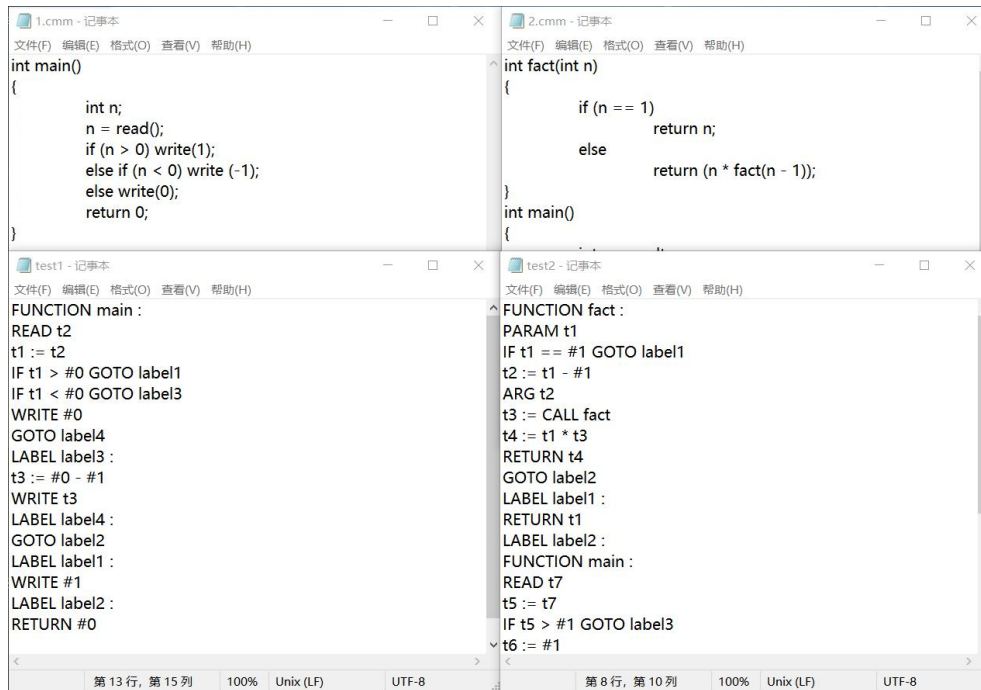 1.cmm - 记事本
文件(F) 编辑(E) 格式(O) 查看(V) 帮助(H)
int main()
{
int n;
n = read();
if (n > 0) write(1);
else if (n < 0) write (-1);
else write(0);
return 0;
}
2.cmm - 记事本
文件(F) 编辑(E) 格式(O) 查看(V) 帮助(H)
int fact(int n)
{
if (n == 1)
return n;
else
return (n * fact(n - 1));
}
int main()
{
test1 - 记事本
文件(F) 编辑(E) 格式(O) 查看(V) 帮助(H)
FUNCTION main :
READ t2
t1 := t2
IF t1 > #0 GOTO label1
IF t1 < #0 GOTO label3
WRITE #0
GOTO label4
LABEL label3 :
t3 := #0 - #1
WRITE t3
LABEL label4 :
GOTO label2
LABEL label1 :
WRITE #1
LABEL label2 :
RETURN #0
第 13 行，第 15 列 100% Unix (LF) UTF-8
test2 - 记事本
文件(F) 编辑(E) 格式(O) 查看(V) 帮助(H)
FUNCTION fact :
PARAM t1
IF t1 == #1 GOTO label1
t2 := t1 - #1
ARG t2
t3 := CALL fact
t4 := t1 * t3
RETURN t4
GOTO label2
LABEL label1 :
RETURN t1
LABEL label2 :
FUNCTION main :
READ t7
t5 := t7
IF t5 > #1 GOTO label3
t6 := #1
第 8 行，第 10 列 100% Unix (LF) UTF-8